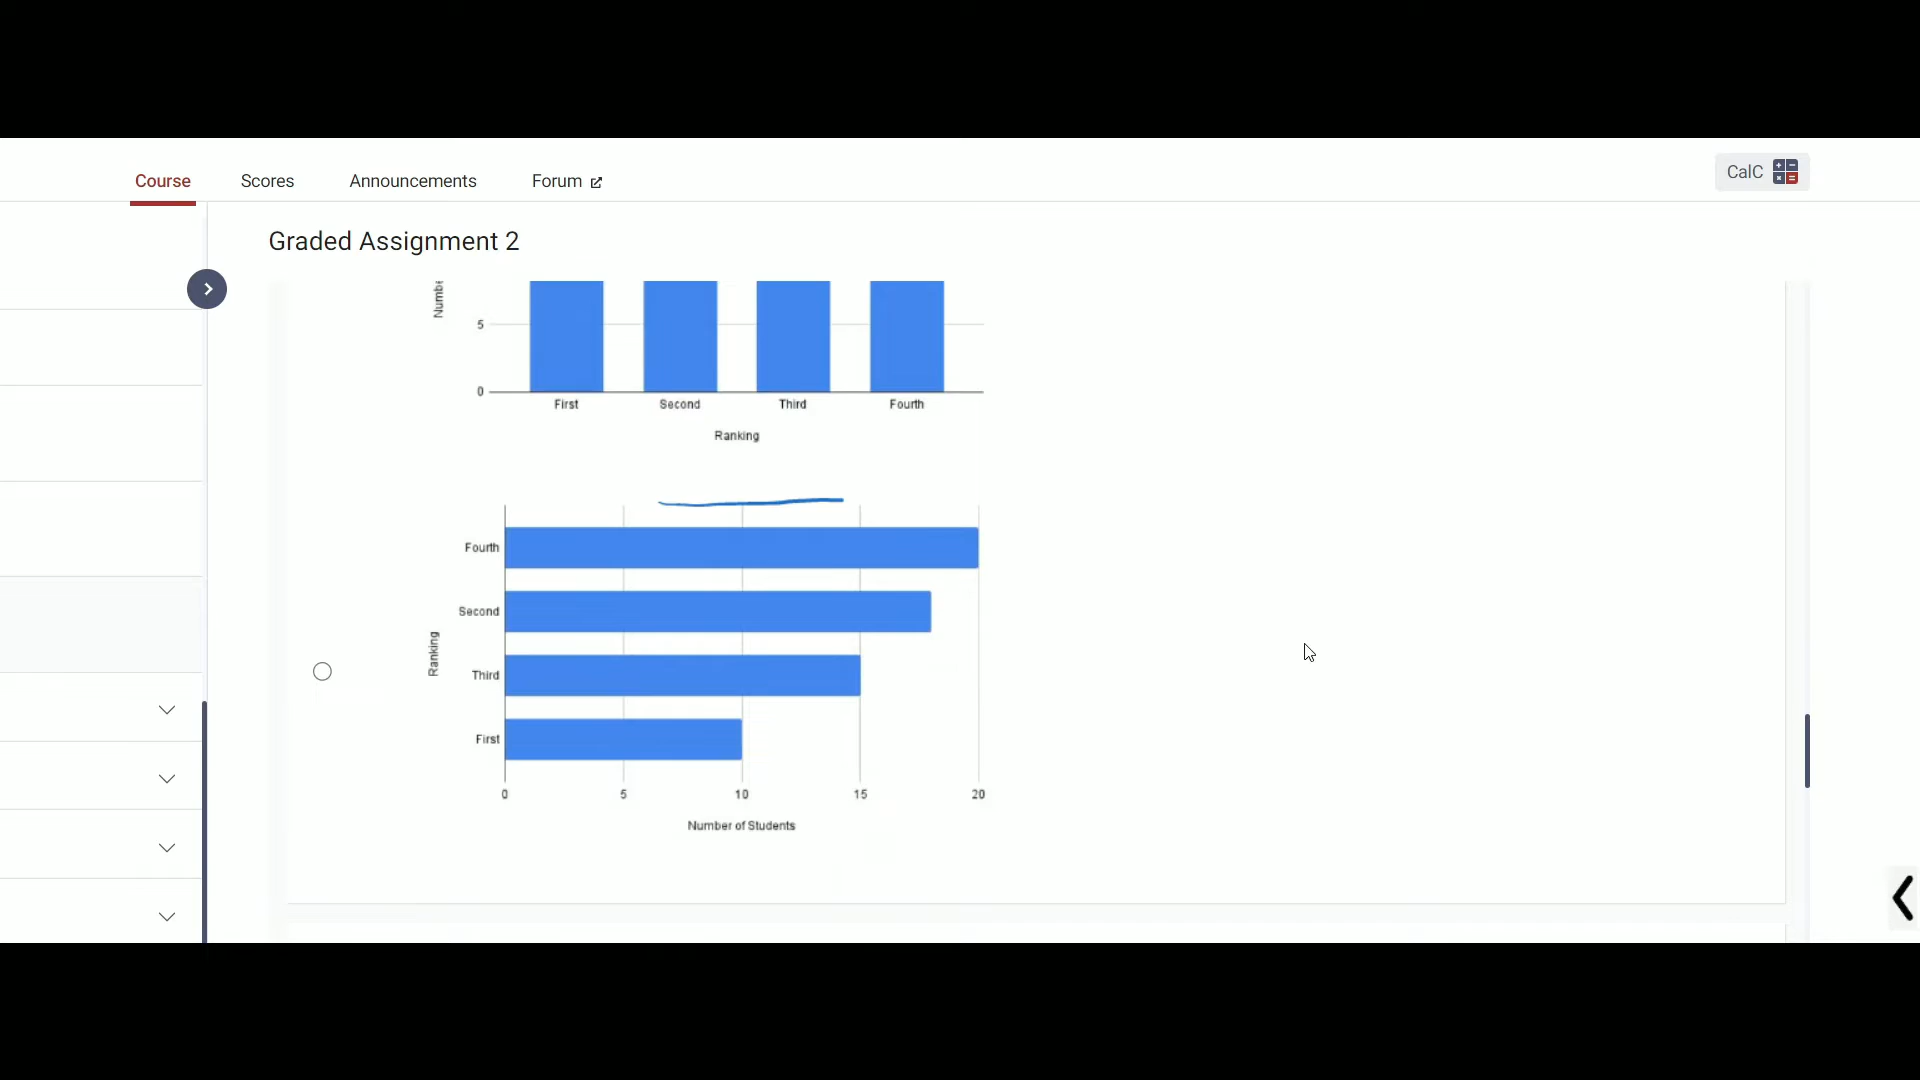 Course Scores Announcements Forum CalC
Graded Assignment 2
5
0
First Second Third Fourth
Ranking
Fourth
Second
Ranking
Third
First
0 5 10 15 20
Number of Students